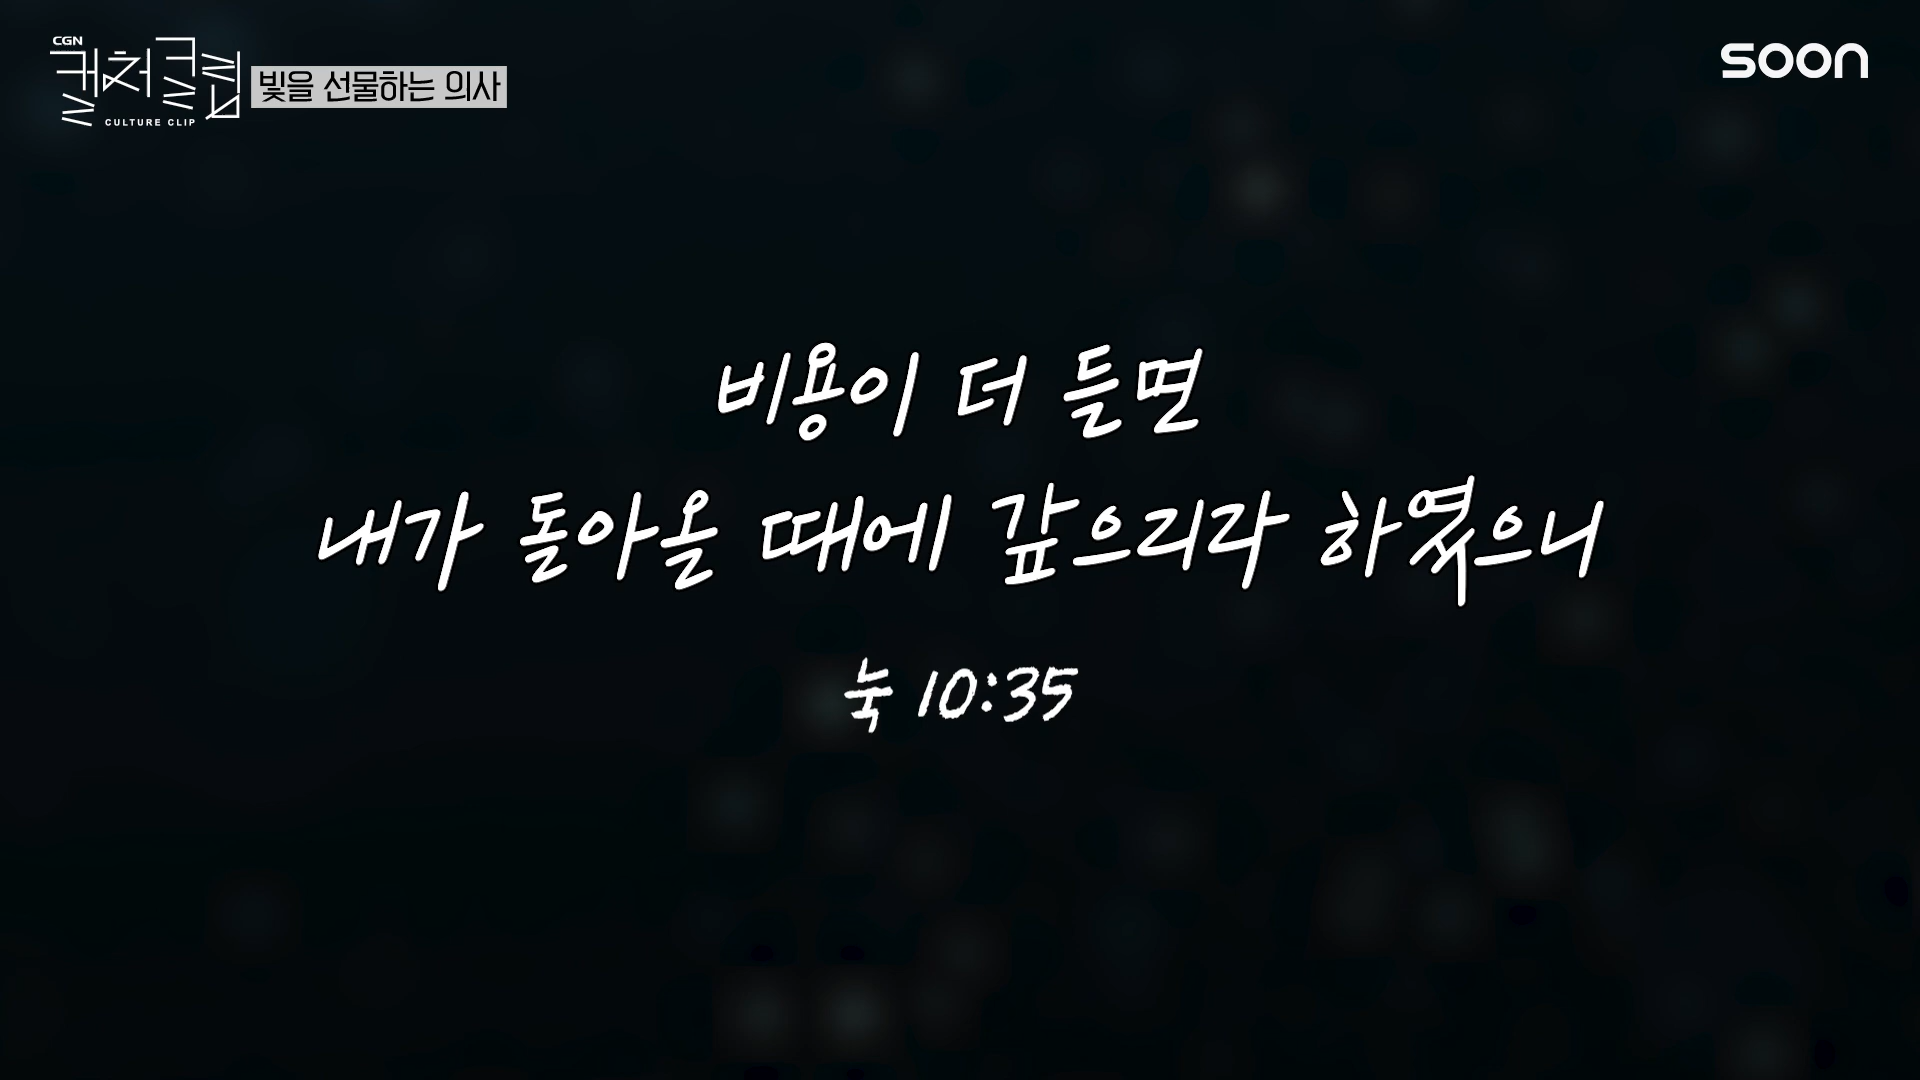 CGN
컬처클립
CULTURE CLIP
빛을 선물하는 의사
soon
비용이 더 들면
내가 돌아올 때에 갚으리라 하였으니
눅 10:35